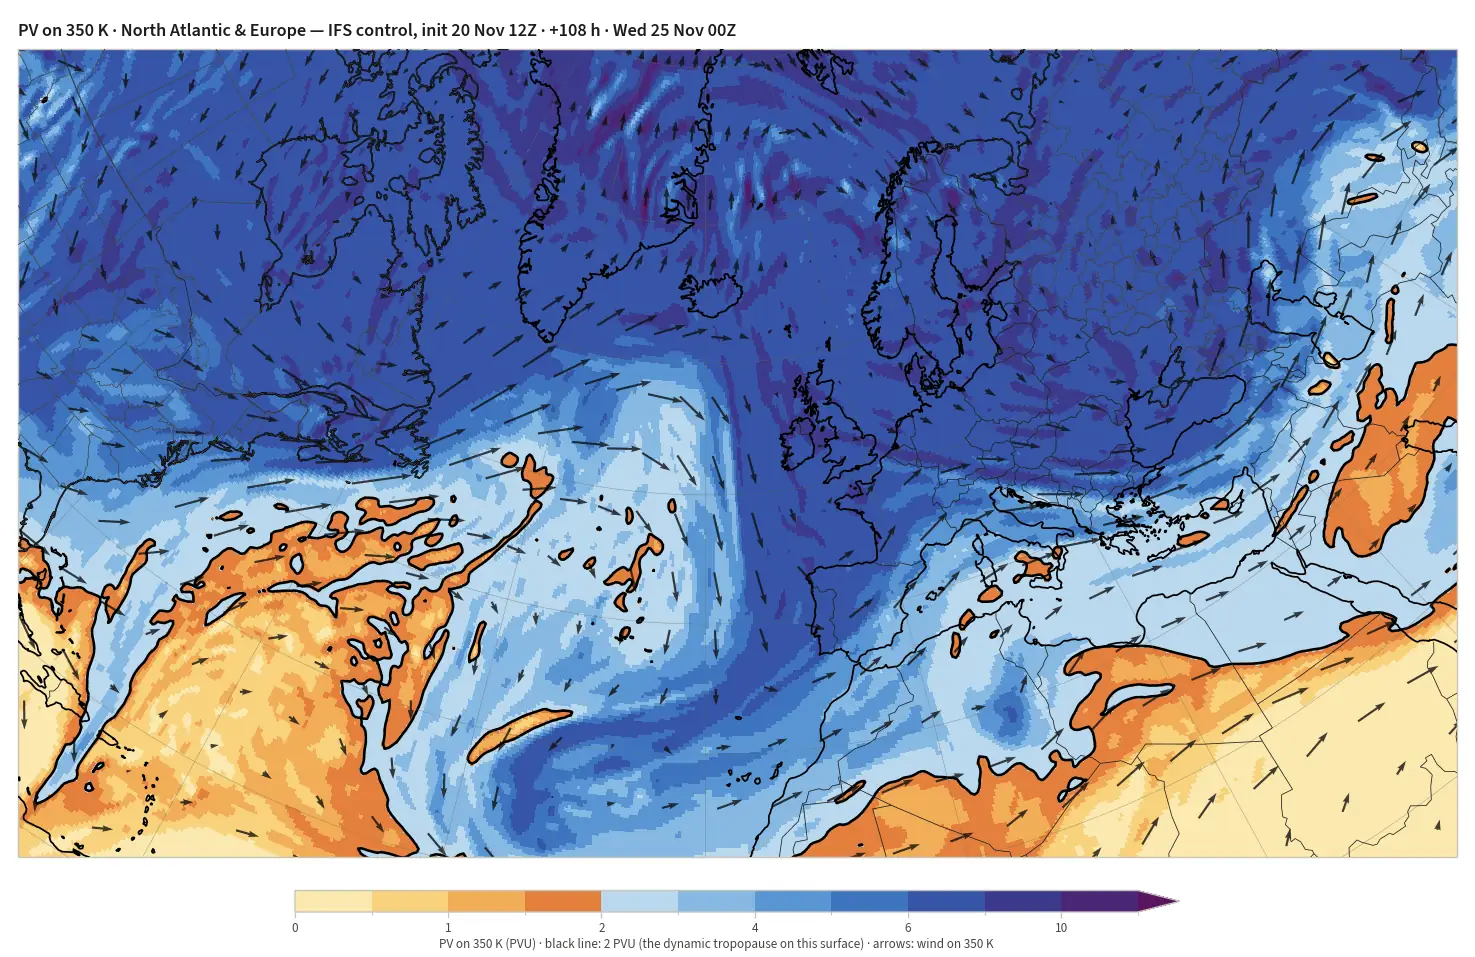 PV on 350 K · North Atlantic & Europe — IFS control, init 20 Nov 12Z · +108 h · Wed 25 Nov 00Z
0 1 2 4 6 10
PV on 350 K (PVU) · black line: 2 PVU (the dynamic tropopause on this surface) · arrows: wind on 350 K